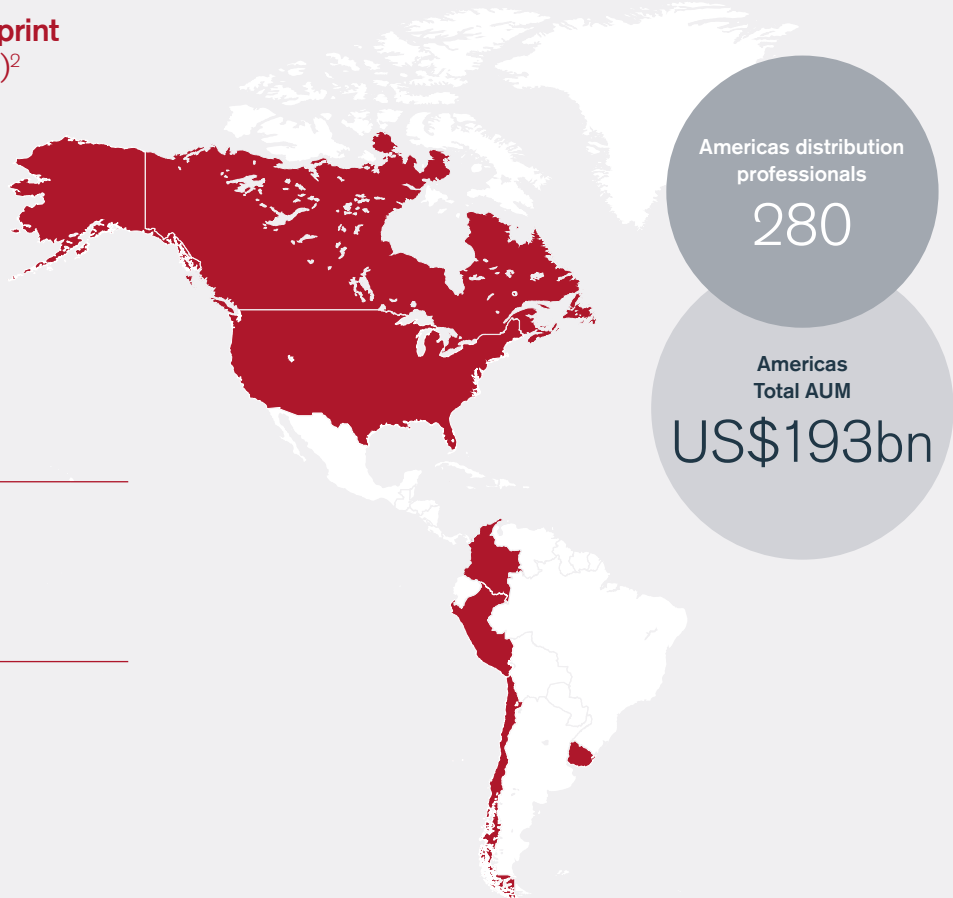 print
)2
Americas distribution
professionals
280
Americas
Total AUM
US$193bn